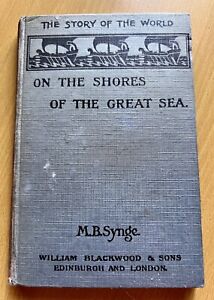 THE STORY OF THE WORLD
ON THE SHORES
OF THE GREAT SEA.
M.B.Synge.
WILLIAM BLACKWOOD & SONS
EDINBURGH AND LONDON.